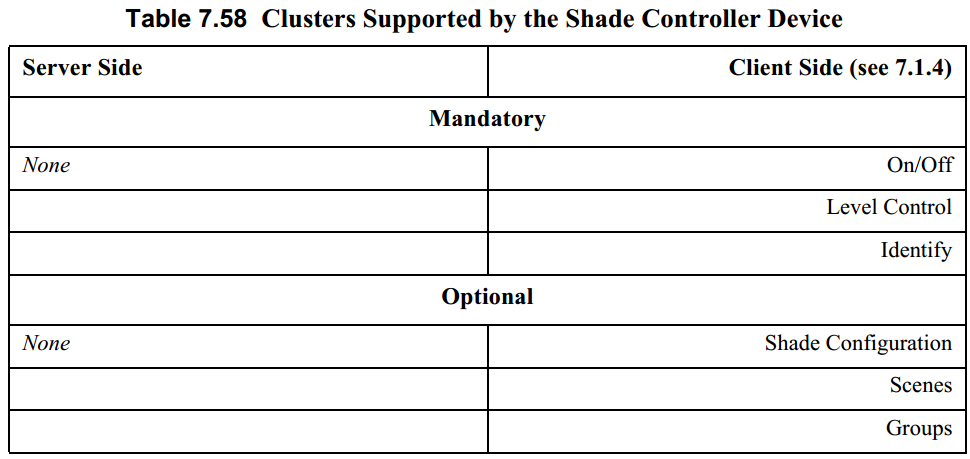 Table 7.58 Clusters Supported by the Shade Controller Device
Server Side Client Side (see 7.1.4)
Mandatory
None On/Off
Level Control
Identify
Optional
None Shade Configuration
Scenes
Groups